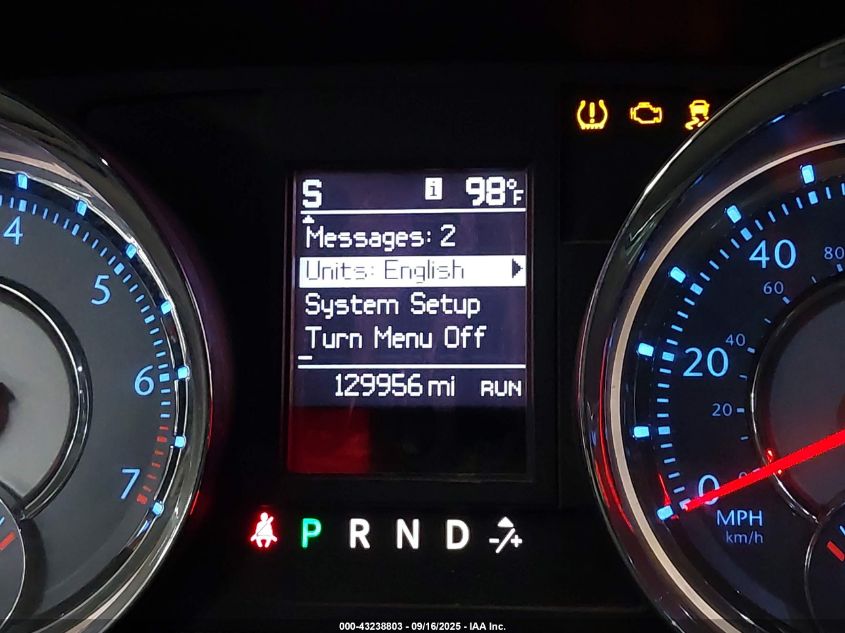 S i 98°F
Messages: 2
Units: English
System Setup
Turn Menu Off
129956 mi RUN
P R N D -/+
4
5
6
7
40
20
0
80
60
40
20
MPH
km/h
000-43238803 - 09/16/2025 - IAA Inc.